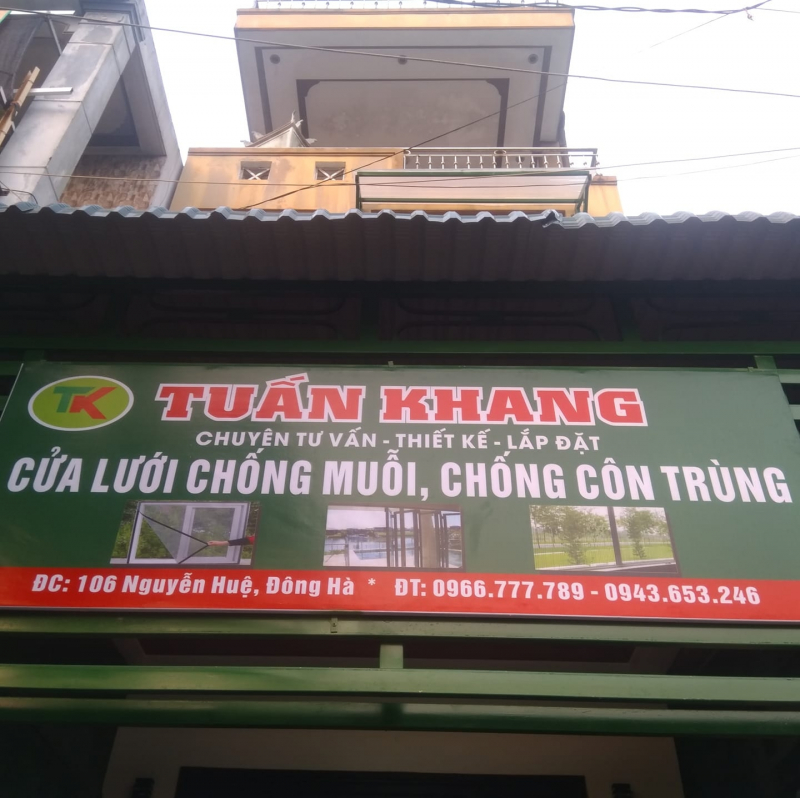 TK
TUẤN KHANG
CHUYÊN TƯ VẤN - THIẾT KẾ - LẮP ĐẶT
CỬA LƯỚI CHỐNG MUỖI, CHỐNG CÔN TRÙNG
ĐC: 106 Nguyễn Huệ, Đông Hà * ĐT: 0966.777.789 - 0943.653.246